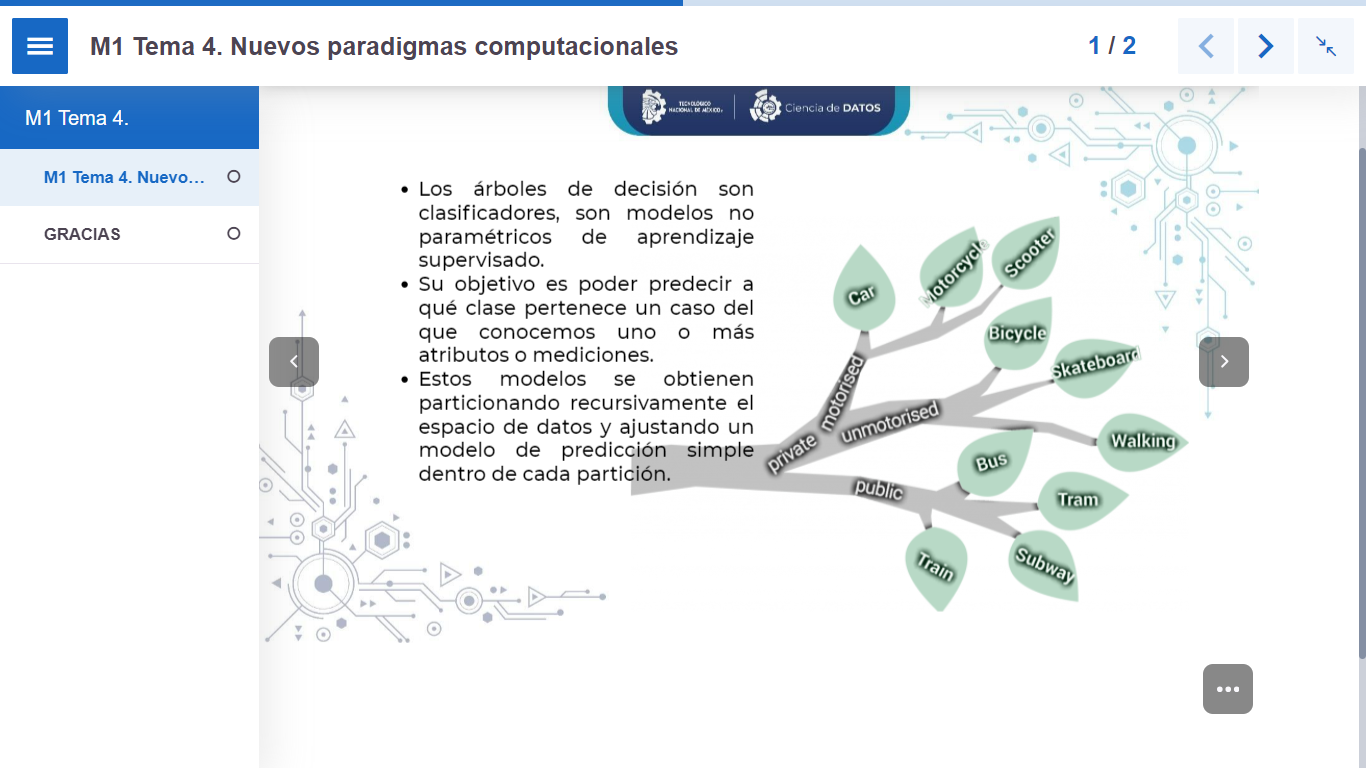 M1 Tema 4. Nuevos paradigmas computacionales
1 / 2
M1 Tema 4.
M1 Tema 4. Nuevo...
GRACIAS
TECNOLÓGICO
NACIONAL DE MÉXICO
Ciencia de DATOS
• Los árboles de decisión son
clasificadores, son modelos no
paramétricos de aprendizaje
supervisado.
• Su objetivo es poder predecir a
qué clase pertenece un caso del
que conocemos uno o más
atributos o mediciones.
• Estos modelos se obtienen
particionando recursivamente el
espacio de datos y ajustando un
modelo de predicción simple
dentro de cada partición.
Car
Motorcycle
Scooter
Bicycle
Skateboard
motorised
unmotorised
private
Walking
Bus
public
Tram
Train
Subway